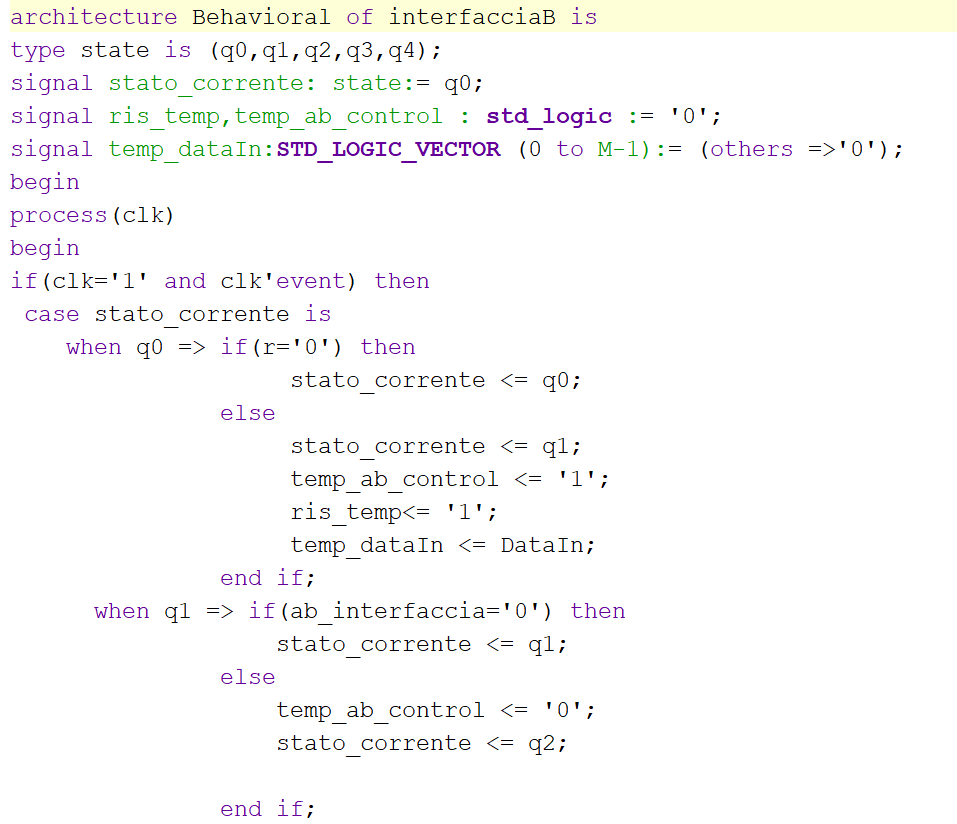 architecture Behavioral of interfacciaB is
type state is (q0,q1,q2,q3,q4);
signal stato_corrente: state:= q0;
signal ris_temp,temp_ab_control : std_logic := '0';
signal temp_dataIn:STD_LOGIC_VECTOR (0 to M-1):= (others =>'0');
begin
process(clk)
begin
if(clk='1' and clk'event) then
 case stato_corrente is
    when q0 => if(r='0') then
                    stato_corrente <= q0;
               else
                    stato_corrente <= q1;
                    temp_ab_control <= '1';
                    ris_temp<= '1';
                    temp_dataIn <= DataIn;
               end if;
      when q1 => if(ab_interfaccia='0') then
                   stato_corrente <= q1;
               else
                   temp_ab_control <= '0';
                   stato_corrente <= q2;
               end if;